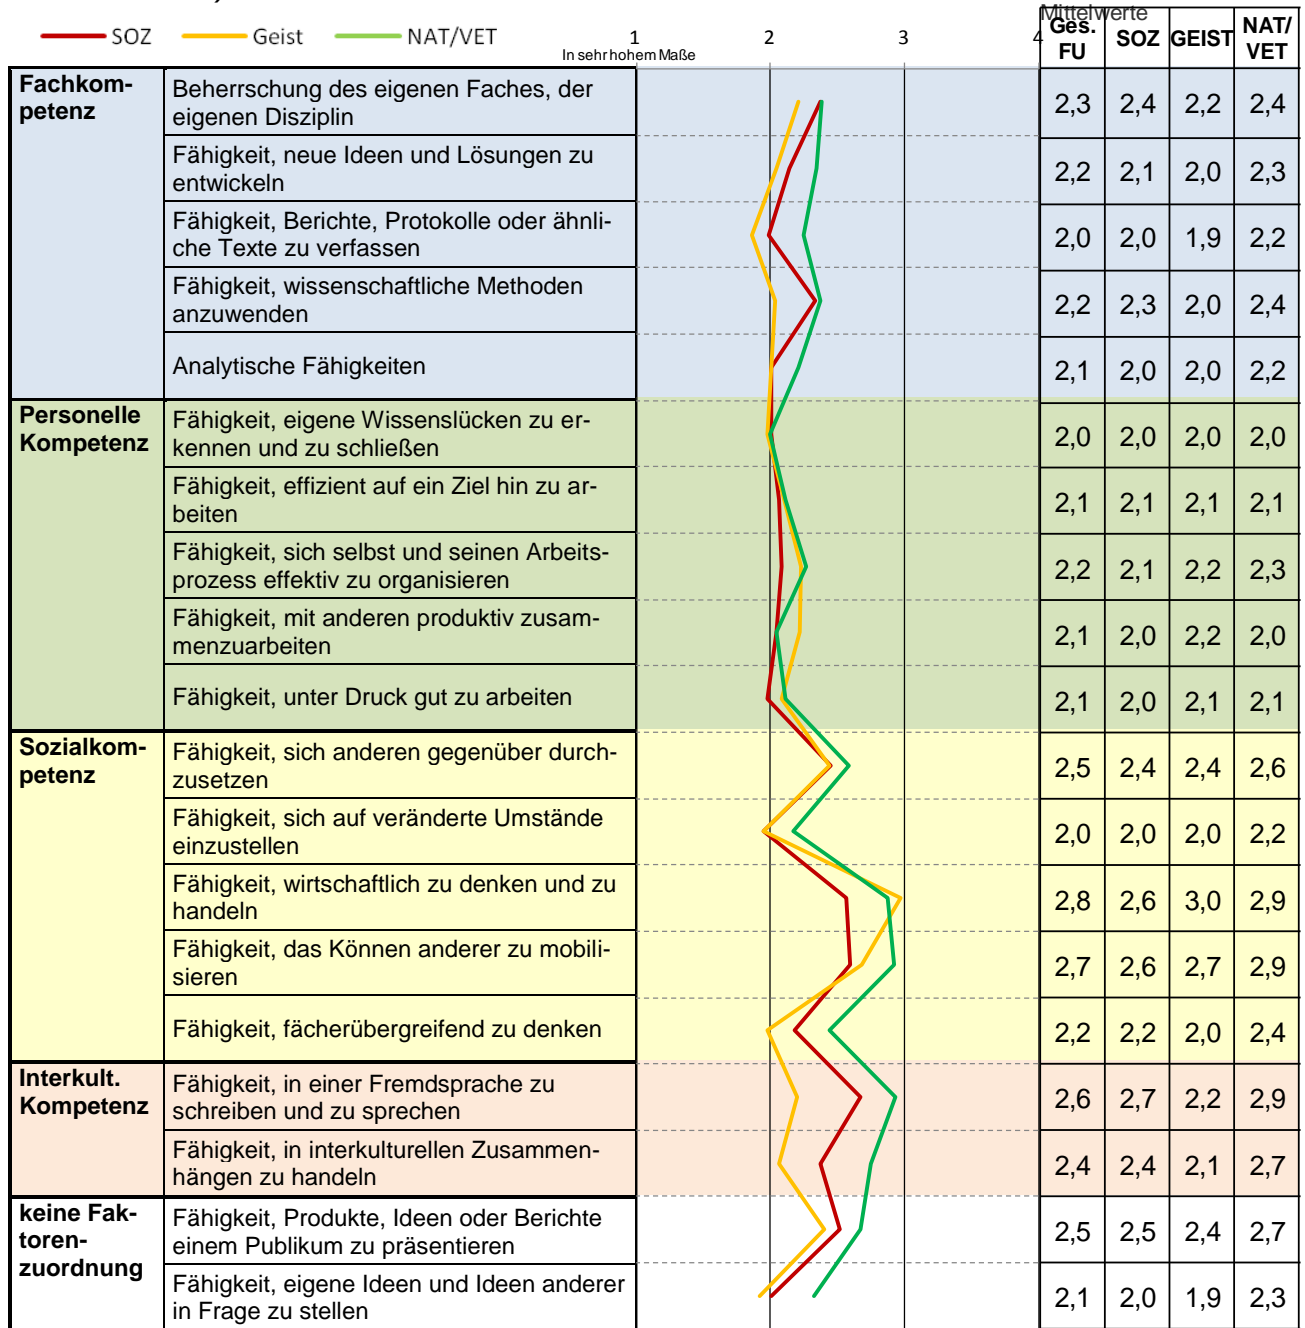 Mittelwerte
SOZ Geist NAT/VET 1 2 3 4 Ges. FU SOZ GEIST NAT/ VET
In sehr hohem Maße
Fachkom-
petenz
Beherrschung des eigenen Faches, der
eigenen Disziplin
2,3 2,4 2,2 2,4
Fähigkeit, neue Ideen und Lösungen zu
entwickeln
2,2 2,1 2,0 2,3
Fähigkeit, Berichte, Protokolle oder ähnli-
che Texte zu verfassen
2,0 2,0 1,9 2,2
Fähigkeit, wissenschaftliche Methoden
anzuwenden
2,2 2,3 2,0 2,4
Analytische Fähigkeiten
2,1 2,0 2,0 2,2
Personelle
Kompetenz
Fähigkeit, eigene Wissenslücken zu er-
kennen und zu schließen
2,0 2,0 2,0 2,0
Fähigkeit, effizient auf ein Ziel hin zu ar-
beiten
2,1 2,1 2,1 2,1
Fähigkeit, sich selbst und seinen Arbeits-
prozess effektiv zu organisieren
2,2 2,1 2,2 2,3
Fähigkeit, mit anderen produktiv zusam-
menzuarbeiten
2,1 2,0 2,2 2,0
Fähigkeit, unter Druck gut zu arbeiten
2,1 2,0 2,1 2,1
Sozialkom-
petenz
Fähigkeit, sich anderen gegenüber durch-
zusetzen
2,5 2,4 2,4 2,6
Fähigkeit, sich auf veränderte Umstände
einzustellen
2,0 2,0 2,0 2,2
Fähigkeit, wirtschaftlich zu denken und zu
handeln
2,8 2,6 3,0 2,9
Fähigkeit, das Können anderer zu mobili-
sieren
2,7 2,6 2,7 2,9
Fähigkeit, fächerübergreifend zu denken
2,2 2,2 2,0 2,4
Interkult.
Kompetenz
Fähigkeit, in einer Fremdsprache zu
schreiben und zu sprechen
2,6 2,7 2,2 2,9
Fähigkeit, in interkulturellen Zusammen-
hängen zu handeln
2,4 2,4 2,1 2,7
keine Fak-
toren-
zuordnung
Fähigkeit, Produkte, Ideen oder Berichte
einem Publikum zu präsentieren
2,5 2,5 2,4 2,7
Fähigkeit, eigene Ideen und Ideen anderer
in Frage zu stellen
2,1 2,0 1,9 2,3